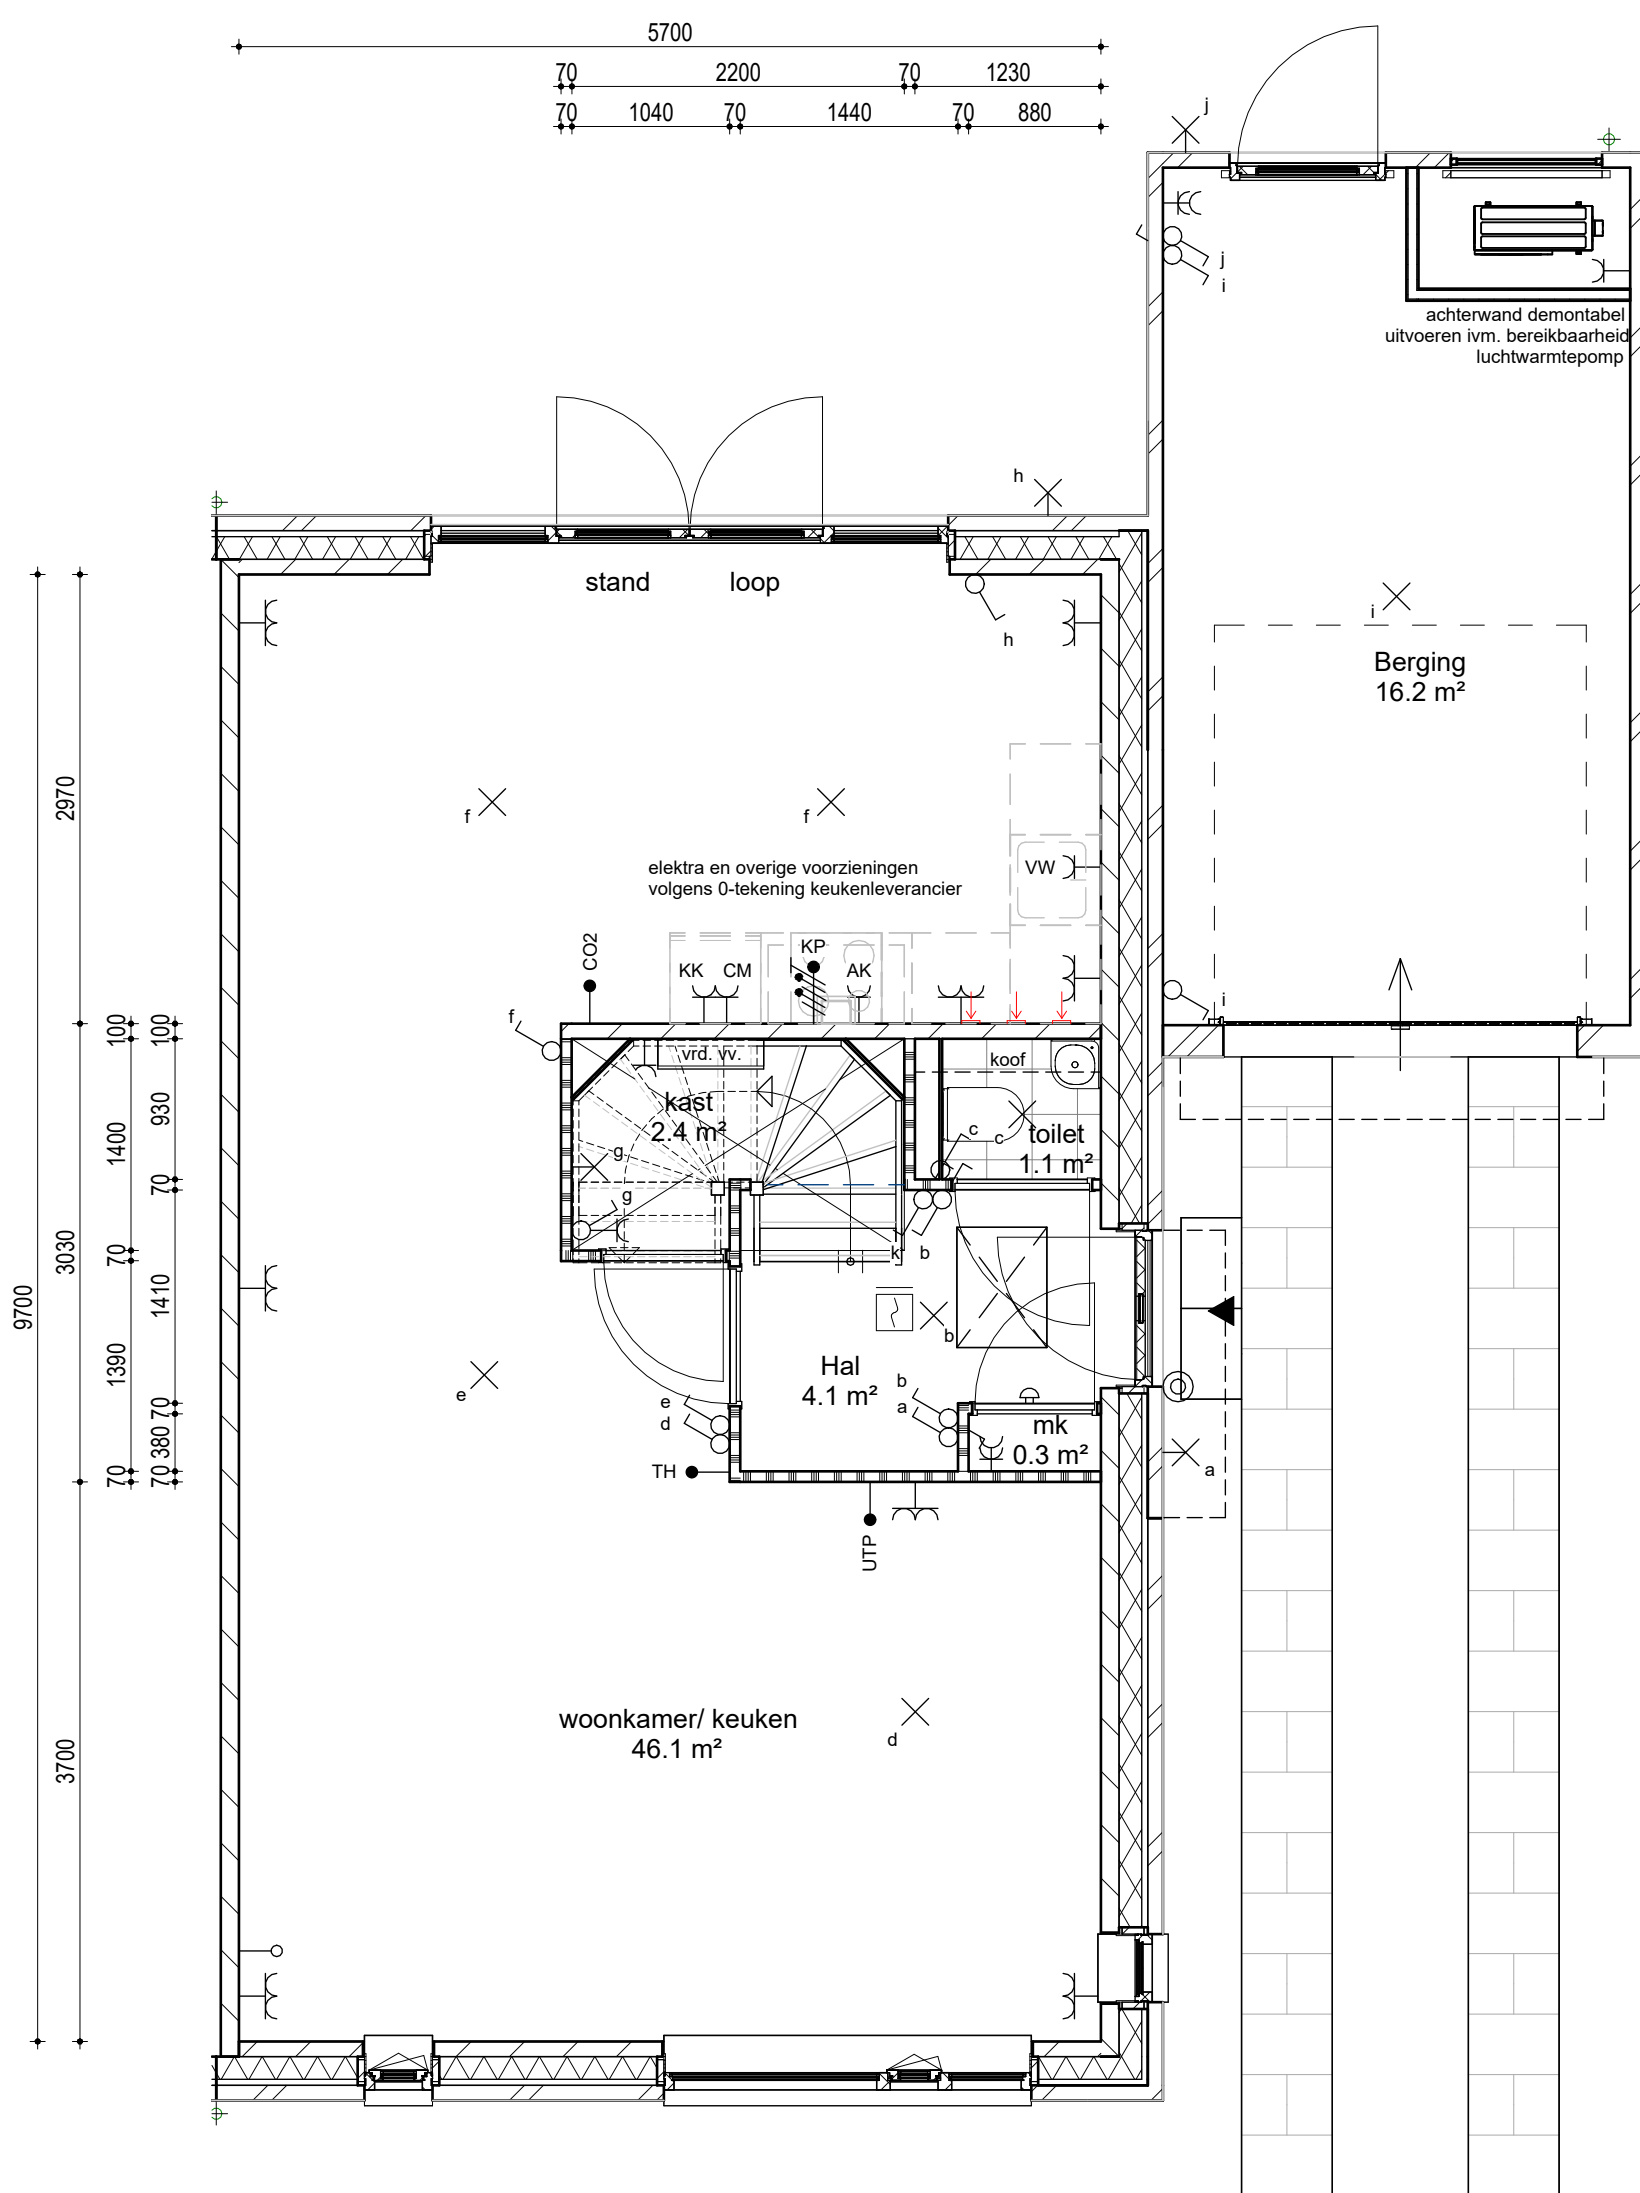 5700
70 2200 70 1230
70 1040 70 1440 70 880
j
j
i
achterwand demontabel
uitvoeren ivm. bereikbaarheid
luchtwarmtepomp
h
stand loop
h
i
Berging
16.2 m²
f f
elektra en overige voorzieningen
volgens 0-tekening keukenleverancier
VW
CO2
KP
KK CM AK
f
i
vrd. vv.
koof
kast
2.4 m²
g
g
c
c
toilet
1.1 m²
k b
b
Hal
4.1 m²
e
e
d
b
a
mk
0.3 m²
a
TH
UTP
woonkamer/ keuken
46.1 m²
d
9700
2970
3030
3700
100
1400
70
1390
70
100
930
70
1410
70
380
70